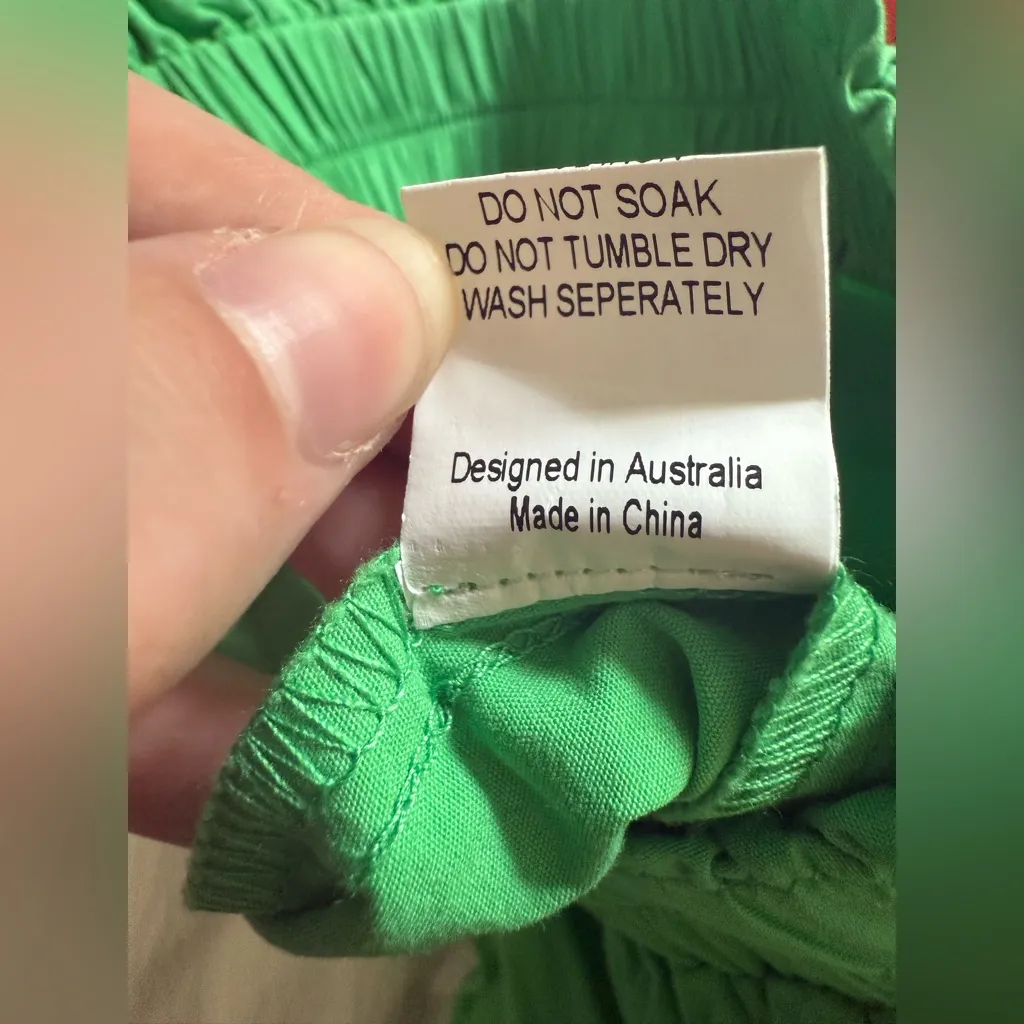 DO NOT SOAK
DO NOT TUMBLE DRY
WASH SEPERATELY
Designed in Australia
Made in China